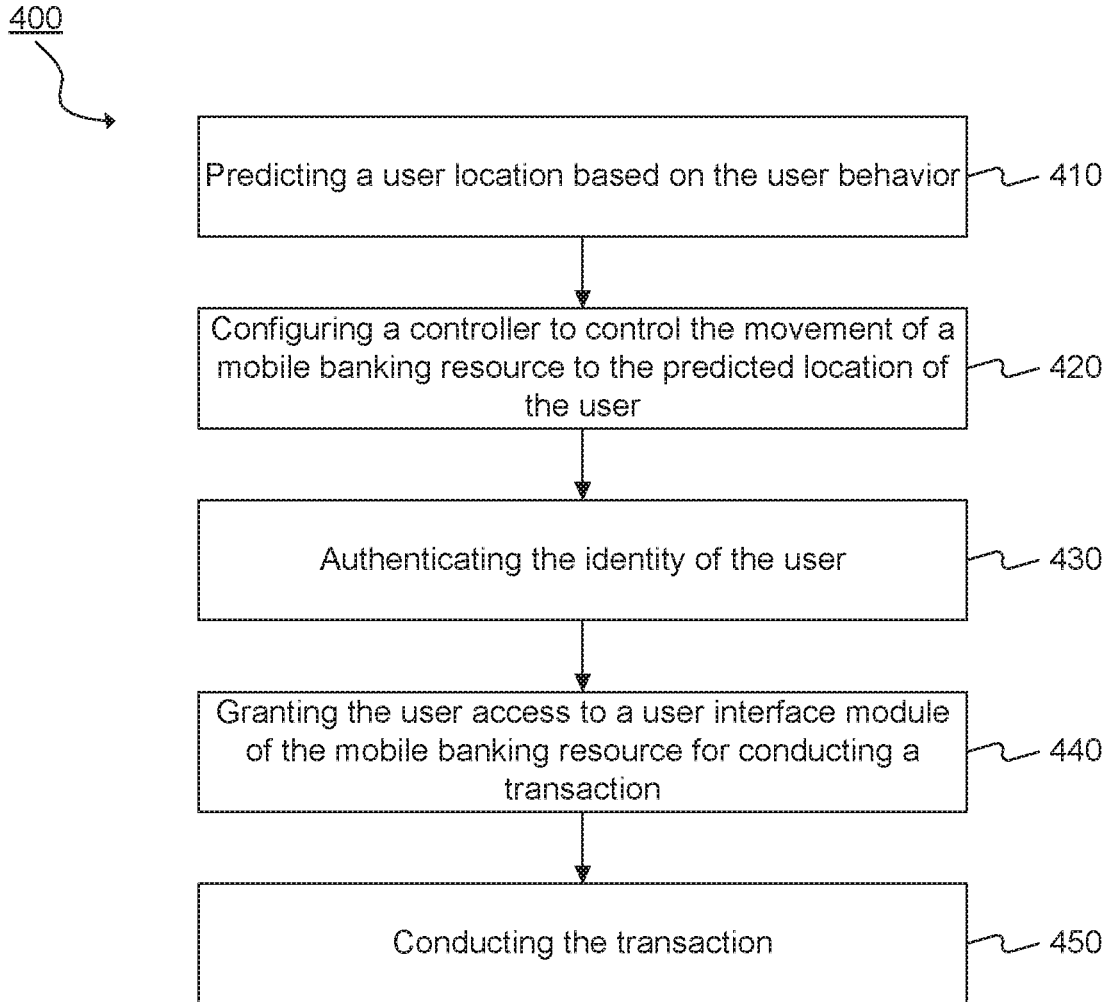 400
Predicting a user location based on the user behavior
410
Configuring a controller to control the movement of a
mobile banking resource to the predicted location of
the user
420
Authenticating the identity of the user
430
Granting the user access to a user interface module
of the mobile banking resource for conducting a
transaction
440
Conducting the transaction
450